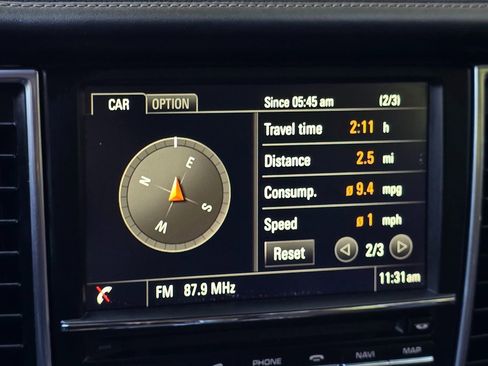 CAR OPTION Since 05:45 am (2/3)
Travel time 2:11 h
Distance 2.5 mi
Consump. ø 9.4 mpg
Speed ø 1 mph
Reset 2/3
N E S W
FM 87.9 MHz 11:31am
PHONE NAVI MAP